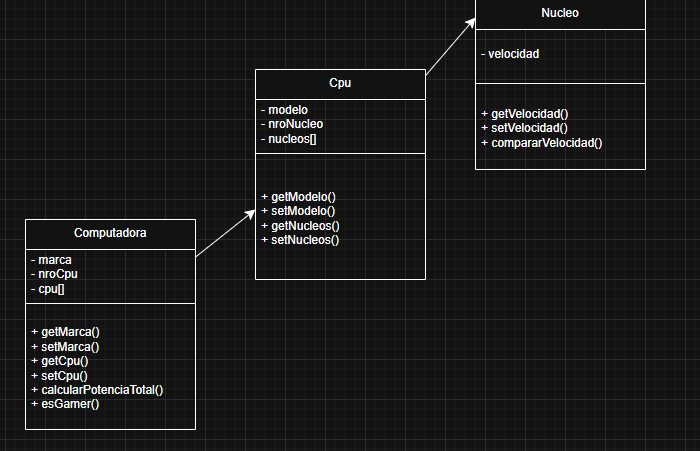 Nucleo
- velocidad
+ getVelocidad()
+ setVelocidad()
+ compararVelocidad()
Cpu
- modelo
- nroNucleo
- nucleos[]
+ getModelo()
+ setModelo()
+ getNucleos()
+ setNucleos()
Computadora
- marca
- nroCpu
- cpu[]
+ getMarca()
+ setMarca()
+ getCpu()
+ setCpu()
+ calcularPotenciaTotal()
+ esGamer()